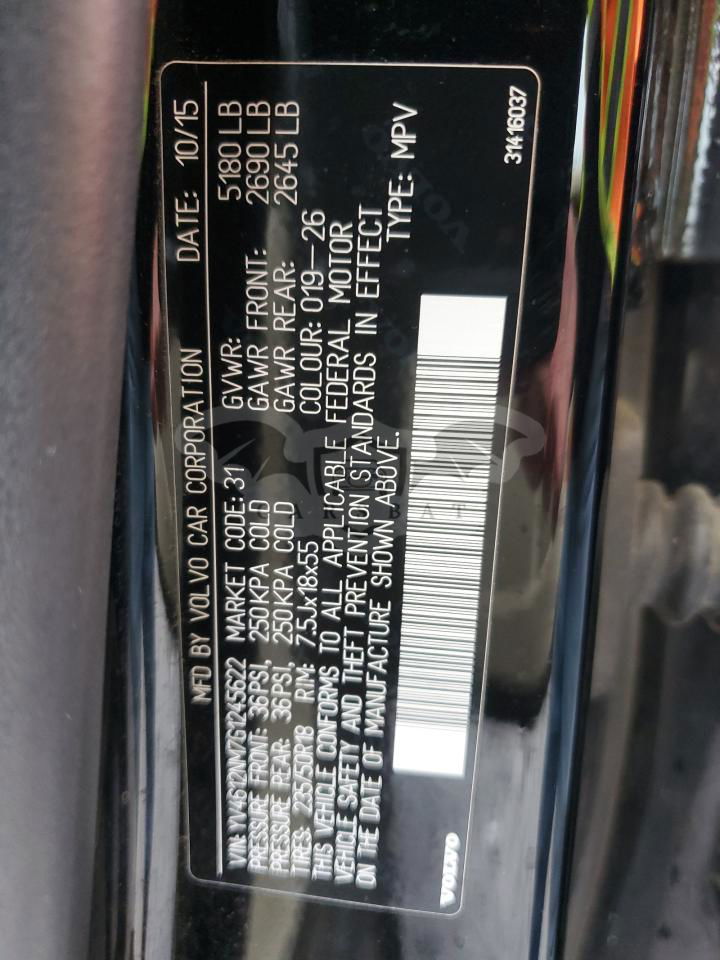 MFD BY VOLVO CAR CORPORATION DATE: 10/15
VIN: YV4612NM7G1245622 MARKET CODE: 31 GVWR: 5180 LB
PRESSURE FRONT: 36PSI, 250KPA COLD GAWR FRONT: 2690 LB
PRESSURE REAR: 36PSI, 250KPA COLD GAWR REAR: 2645 LB
TIRES: 235/50R18 RIM: 7.5Jx18x55 COLOUR: 019-26
THIS VEHICLE CONFORMS TO ALL APPLICABLE FEDERAL MOTOR
VEHICLE SAFETY AND THEFT PREVENTION STANDARDS IN EFFECT
ON THE DATE OF MANUFACTURE SHOWN ABOVE. TYPE: MPV
VOLVO 31416037